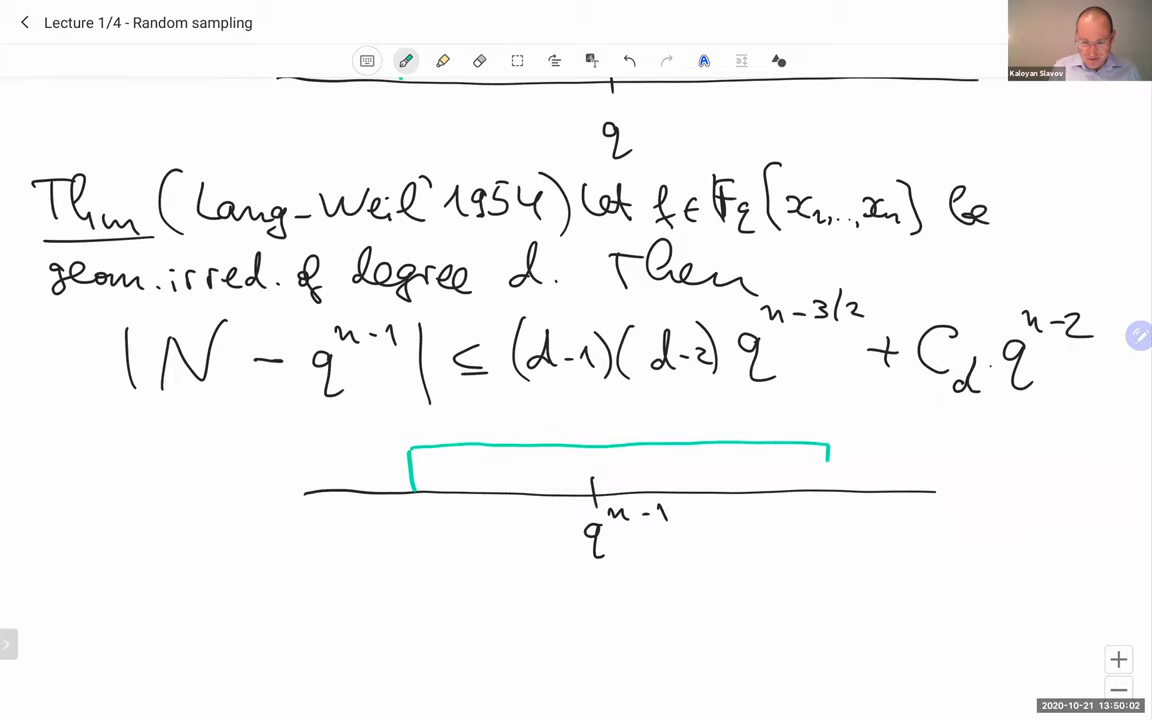 Lecture 1/4 - Random sampling
Kaloyan Slavov
q
Thm (Lang-Weil 1954) Let f ∈ F_q[x_1,..,x_n] be
geom. irred. of degree d. Then
|N - q^{n-1}| ≤ (d-1)(d-2) q^{n-3/2} + C_d · q^{n-2}
q^{n-1}
2020-10-21 13:50:02